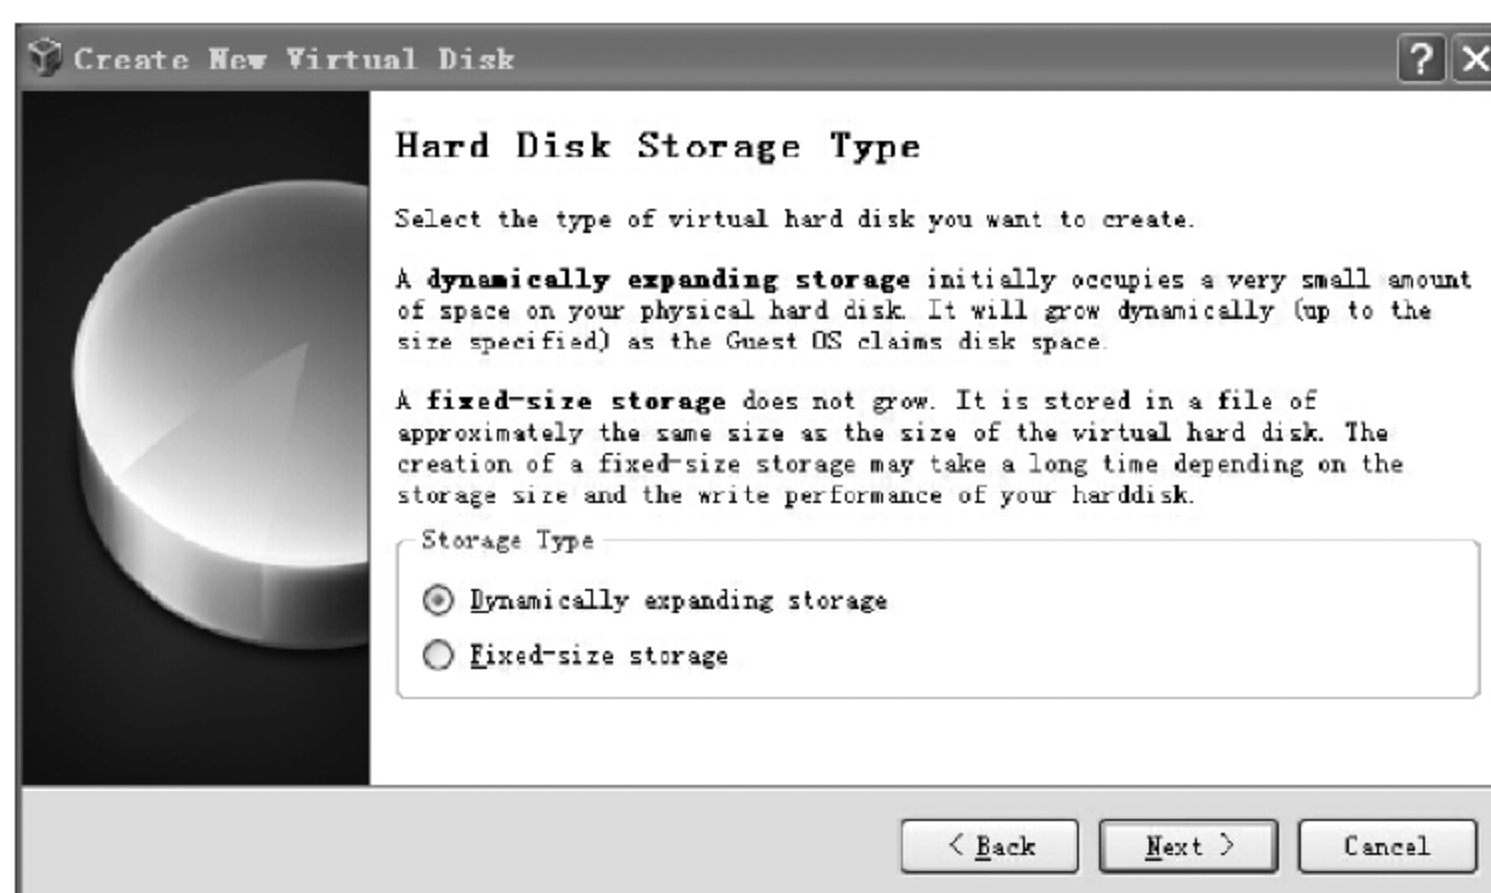 Create New Virtual Disk
Hard Disk Storage Type
Select the type of virtual hard disk you want to create.
A dynamically expanding storage initially occupies a very small amount
of space on your physical hard disk. It will grow dynamically (up to the
size specified) as the Guest OS claims disk space.
A fixed-size storage does not grow. It is stored in a file of
approximately the same size as the size of the virtual hard disk. The
creation of a fixed-size storage may take a long time depending on the
storage size and the write performance of your harddisk.
Storage Type
Dynamically expanding storage
Fixed-size storage
< Back Next > Cancel